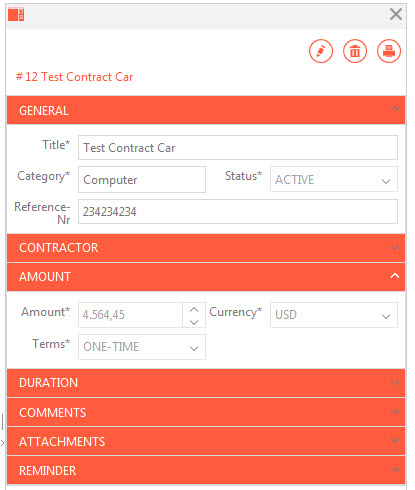 # 12 Test Contract Car
GENERAL
Title* Test Contract Car
Category* Computer Status* ACTIVE
Reference-
Nr 234234234
CONTRACTOR
AMOUNT
Amount* 4.564,45 Currency* USD
Terms* ONE-TIME
DURATION
COMMENTS
ATTACHMENTS
REMINDER